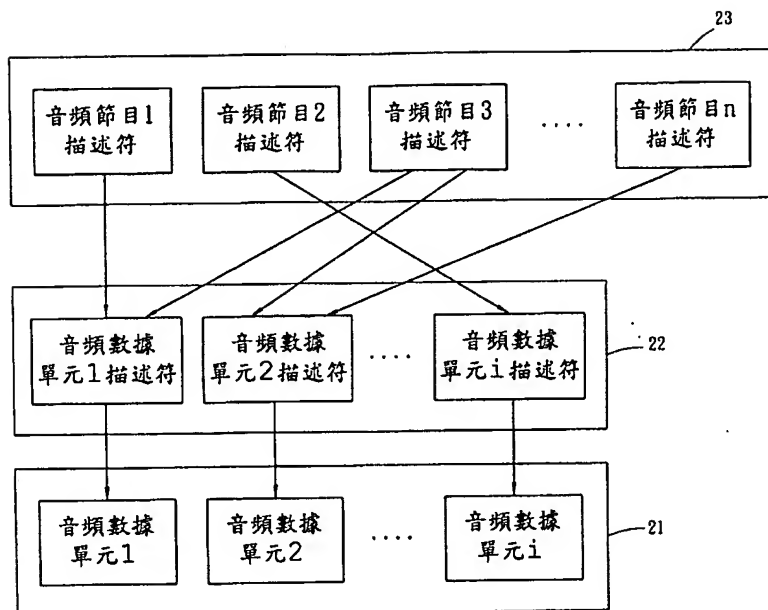 23
音頻節目1
描述符
音頻節目2
描述符
音頻節目3
描述符
....
音頻節目n
描述符
音頻數據
單元1描述符
音頻數據
單元2描述符
....
音頻數據
單元i描述符
22
音頻數據
單元1
音頻數據
單元2
....
音頻數據
單元i
21